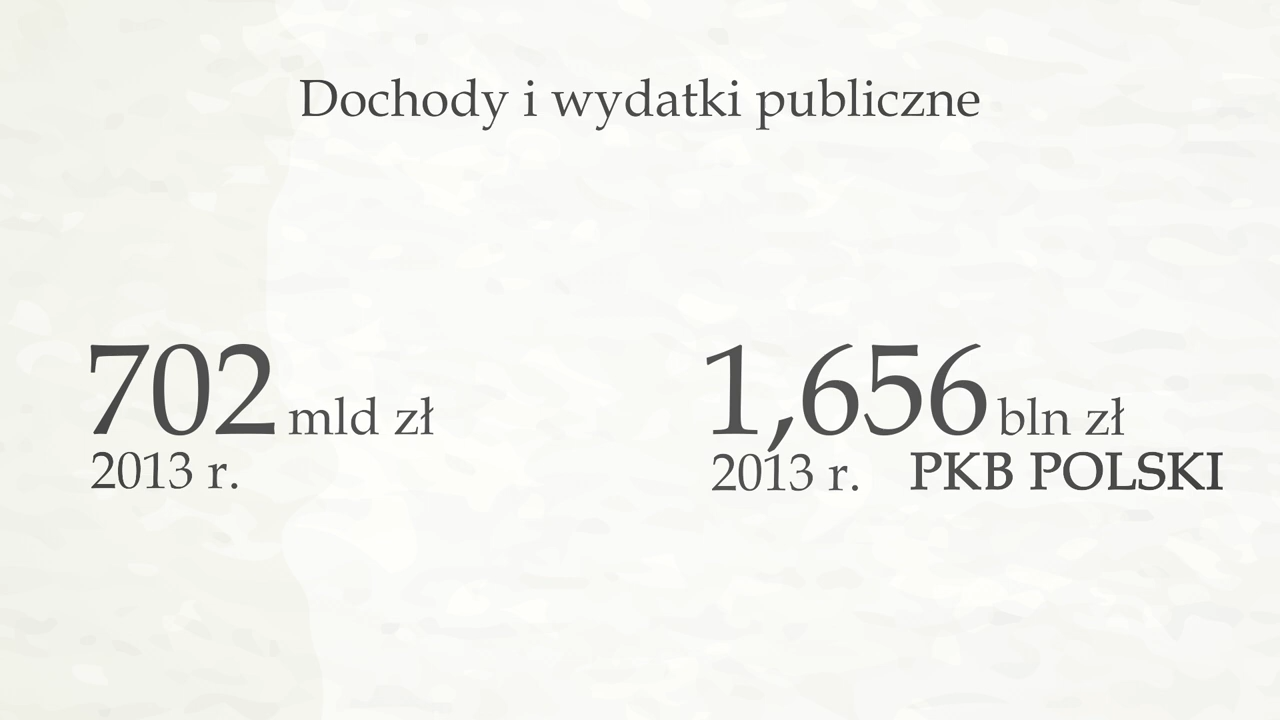 Dochody i wydatki publiczne
702 mld zł
2013 r.
1,656 bln zł
2013 r. PKB POLSKI